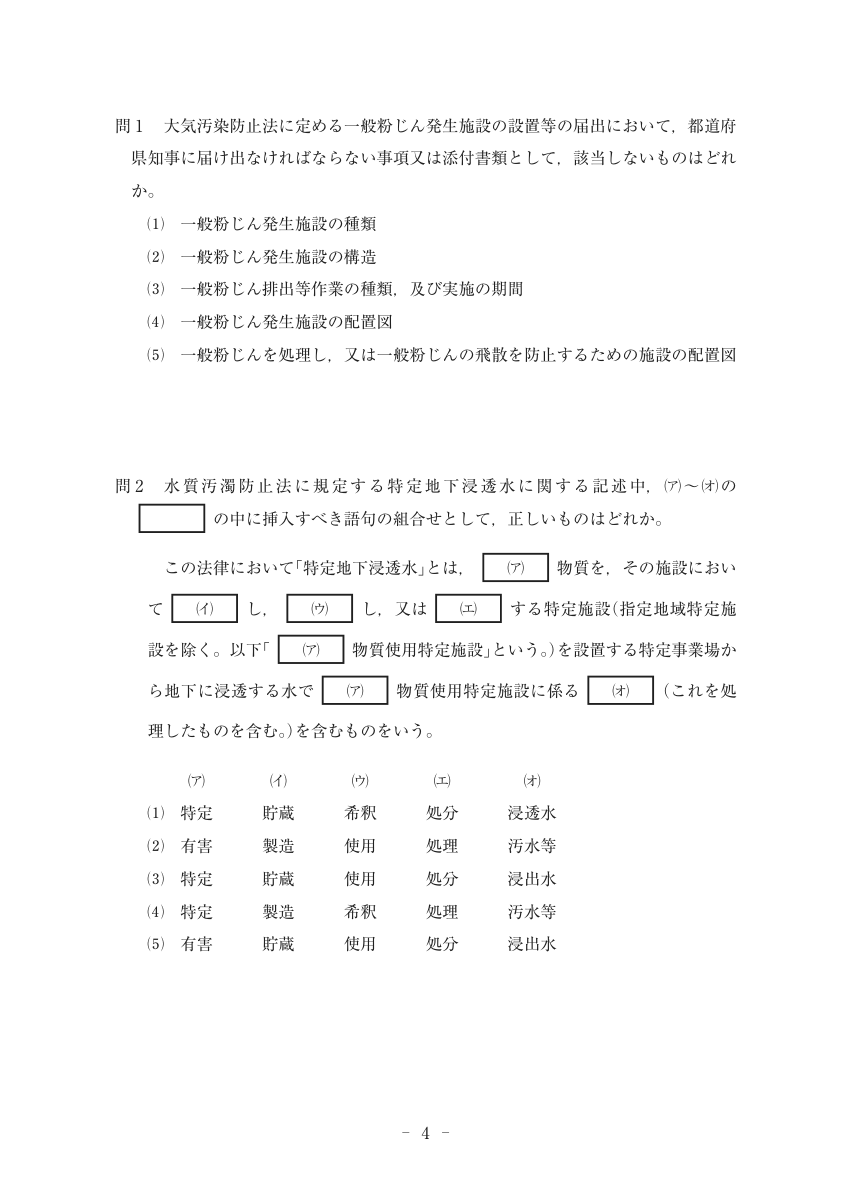 問1　大気汚染防止法に定める一般粉じん発生施設の設置等の届出において，都道府
県知事に届け出なければならない事項又は添付書類として，該当しないものはどれ
か。
⑴　一般粉じん発生施設の種類
⑵　一般粉じん発生施設の構造
⑶　一般粉じん排出等作業の種類，及び実施の期間
⑷　一般粉じん発生施設の配置図
⑸　一般粉じんを処理し，又は一般粉じんの飛散を防止するための施設の配置図
問2　水質汚濁防止法に規定する特定地下浸透水に関する記述中，㈎～㈔の
の中に挿入すべき語句の組合せとして，正しいものはどれか。
この法律において「特定地下浸透水」とは， (ア) 物質を，その施設におい
て (イ) し， (ウ) し，又は (エ) する特定施設（指定地域特定施
設を除く。以下「 (ア) 物質使用特定施設」という。）を設置する特定事業場か
ら地下に浸透する水で (ア) 物質使用特定施設に係る (オ) （これを処
理したものを含む。）を含むものをいう。
(ア)　(イ)　(ウ)　(エ)　(オ)
⑴　特定　貯蔵　希釈　処分　浸透水
⑵　有害　製造　使用　処理　汚水等
⑶　特定　貯蔵　使用　処分　浸出水
⑷　特定　製造　希釈　処理　汚水等
⑸　有害　貯蔵　使用　処分　浸出水
- 4 -